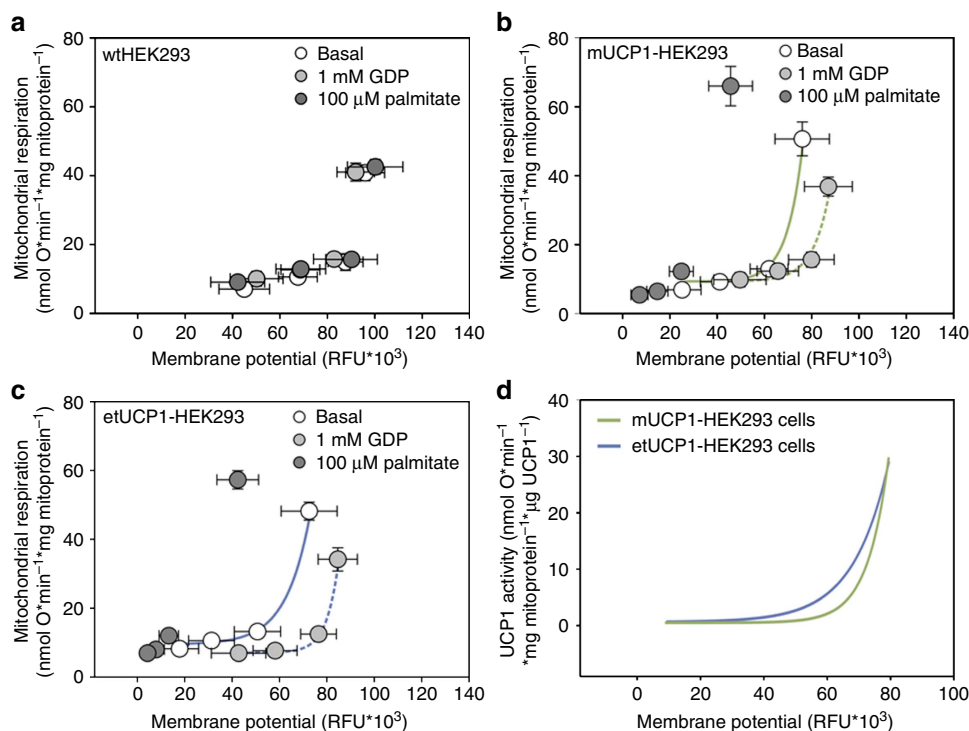 a
wtHEK293
Basal
1 mM GDP
100 μM palmitate
Mitochondrial respiration
(nmol O*min⁻¹*mg mitoprotein⁻¹)
80
60
40
20
0
0 20 40 60 80 100 120 140
Membrane potential (RFU*10³)
b
mUCP1-HEK293
Basal
1 mM GDP
100 μM palmitate
Mitochondrial respiration
(nmol O*min⁻¹*mg mitoprotein⁻¹)
80
60
40
20
0
0 20 40 60 80 100 120 140
Membrane potential (RFU*10³)
c
etUCP1-HEK293
Basal
1 mM GDP
100 μM palmitate
Mitochondrial respiration
(nmol O*min⁻¹*mg mitoprotein⁻¹)
80
60
40
20
0
0 20 40 60 80 100 120 140
Membrane potential (RFU*10³)
d
mUCP1-HEK293 cells
etUCP1-HEK293 cells
UCP1 activity (nmol O*min⁻¹
*mg mitoprotein⁻¹*μg UCP1⁻¹)
40
30
20
10
0
0 20 40 60 80 100
Membrane potential (RFU*10³)